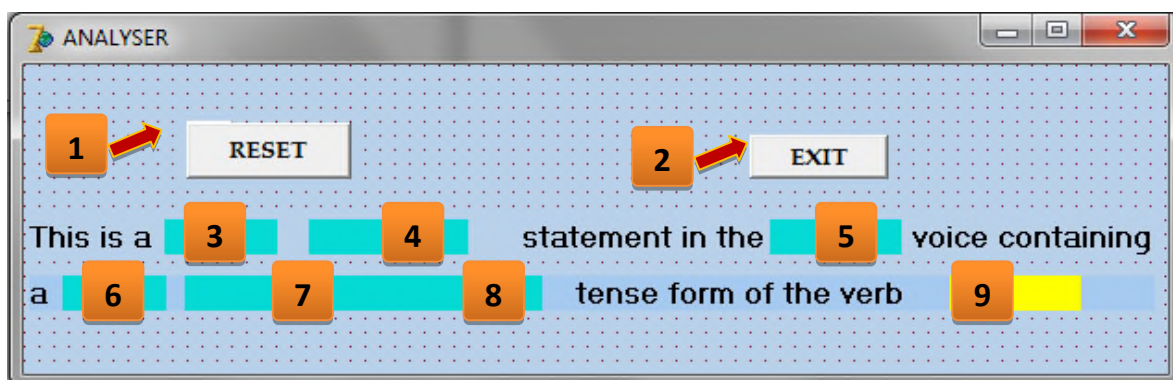 ANALYSER
1 RESET 2 EXIT
This is a 3 4 statement in the 5 voice containing
a 6 7 8 tense form of the verb 9